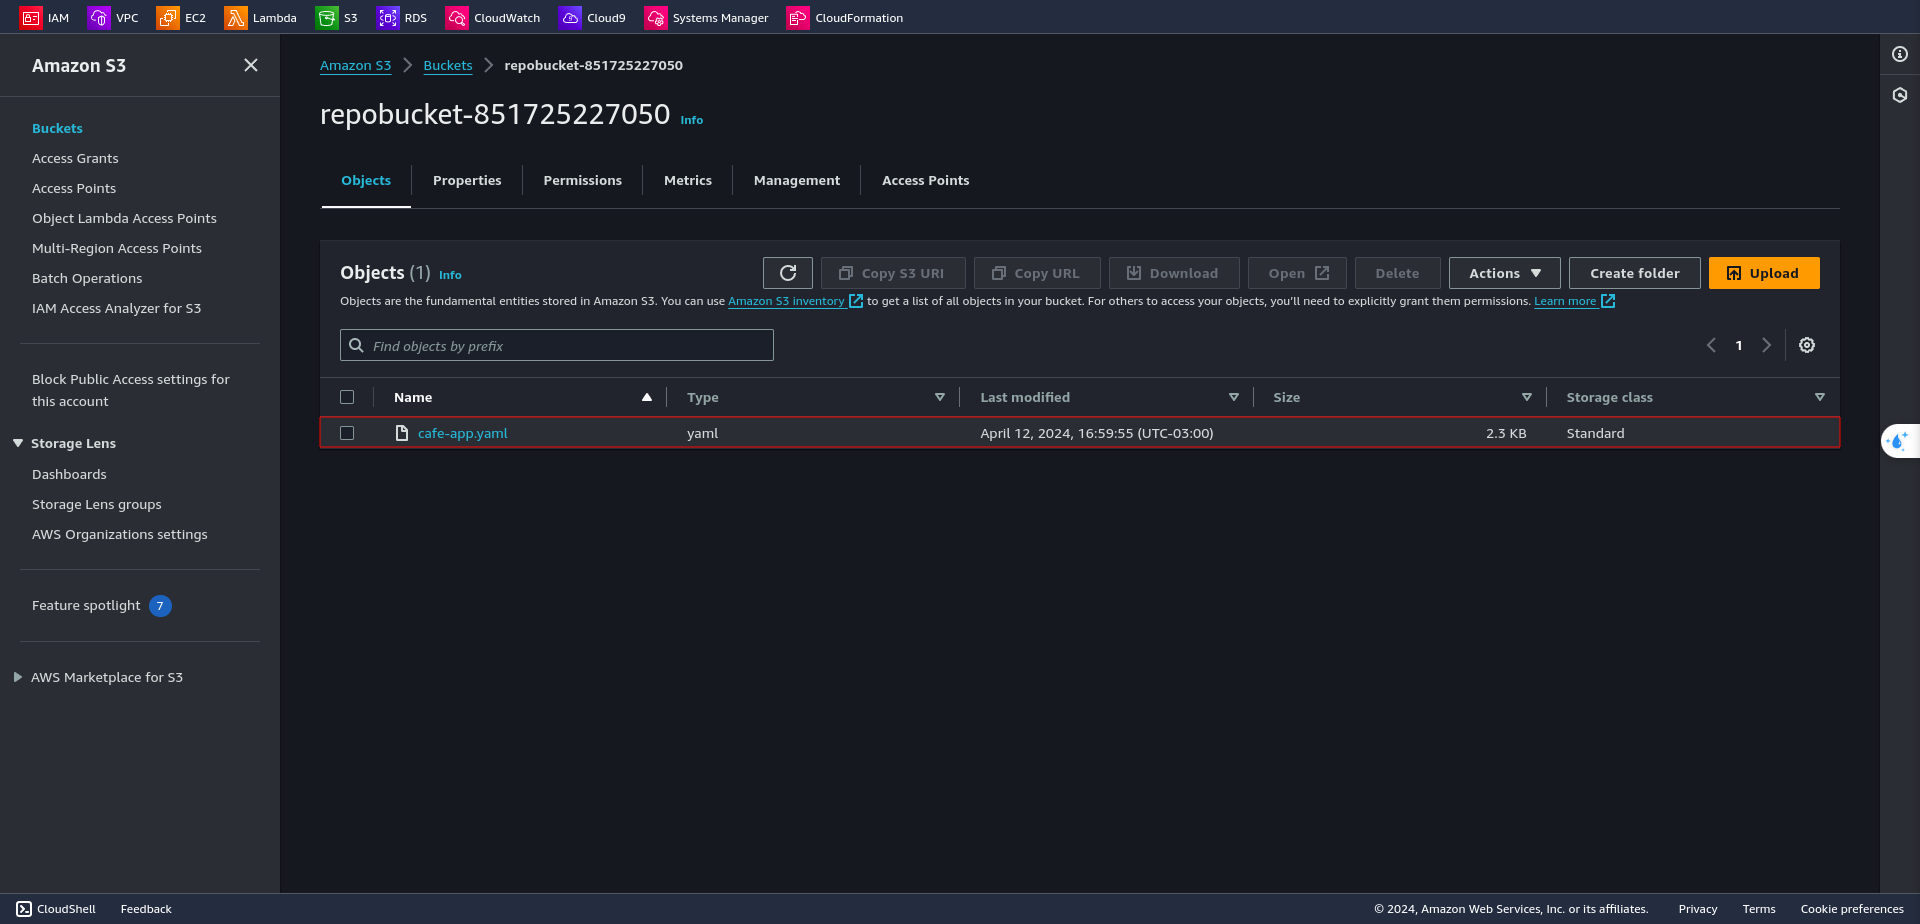 IAM VPC EC2 Lambda S3 RDS CloudWatch Cloud9 Systems Manager CloudFormation
Amazon S3
Buckets
Access Grants
Access Points
Object Lambda Access Points
Multi-Region Access Points
Batch Operations
IAM Access Analyzer for S3
Block Public Access settings for
this account
Storage Lens
Dashboards
Storage Lens groups
AWS Organizations settings
Feature spotlight 7
AWS Marketplace for S3
Amazon S3 Buckets repobucket-851725227050
repobucket-851725227050 Info
Objects Properties Permissions Metrics Management Access Points
Objects (1) Info Copy S3 URI Copy URL Download Open Delete Actions Create folder Upload
Objects are the fundamental entities stored in Amazon S3. You can use Amazon S3 inventory to get a list of all objects in your bucket. For others to access your objects, you'll need to explicitly grant them permissions. Learn more
Find objects by prefix 1
Name Type Last modified Size Storage class
cafe-app.yaml yaml April 12, 2024, 16:59:55 (UTC-03:00) 2.3 KB Standard
CloudShell Feedback © 2024, Amazon Web Services, Inc. or its affiliates. Privacy Terms Cookie preferences